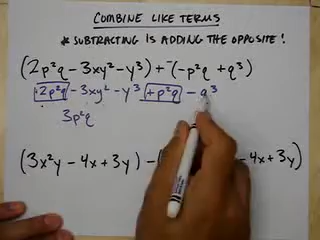 COMBINE LIKE TERMS
* SUBTRACTING IS ADDING THE OPPOSITE!
(2p²q - 3xy² - y³) + ⁻(-p²q + q³)
+2p²q - 3xy² - y³ + p²q - q³
3p²q
(3x²y - 4x + 3y) - ( - 4x + 3y)